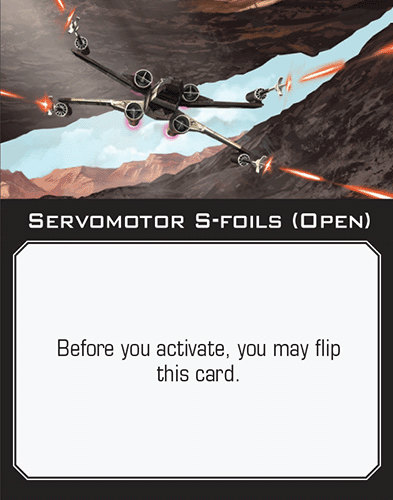 Servomotor S-foils (Open)
Before you activate, you may flip
this card.